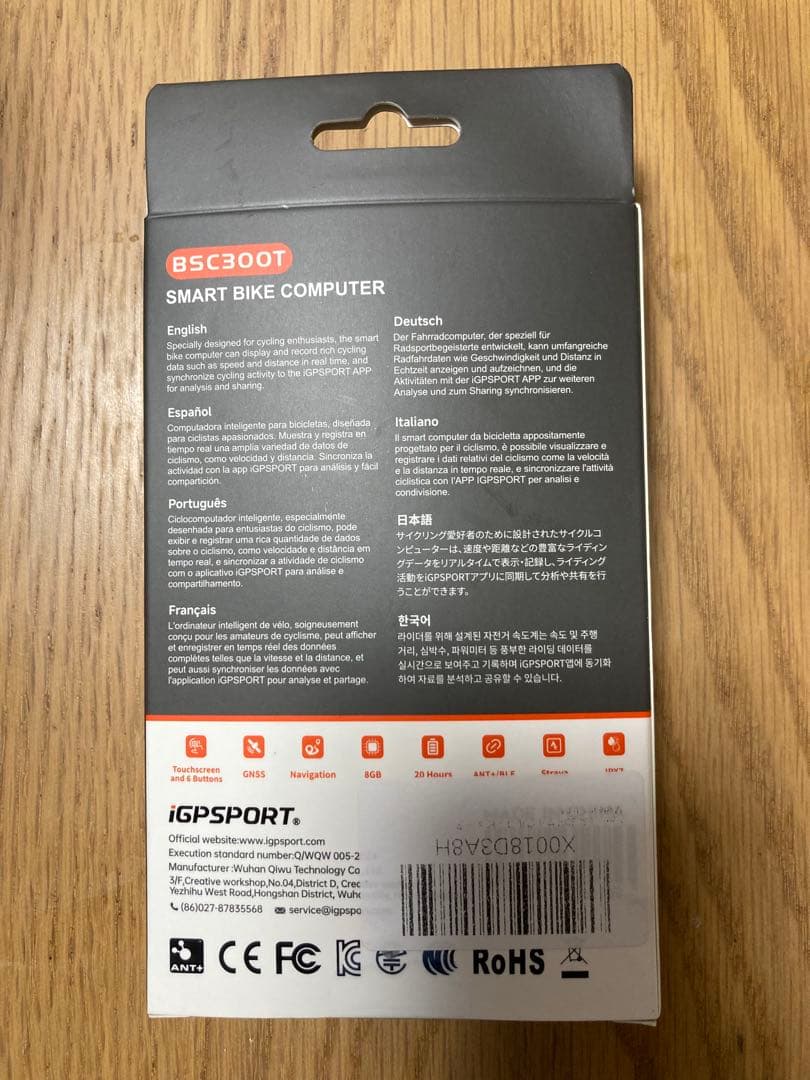 BSC300T
SMART BIKE COMPUTER
English
Specially designed for cycling enthusiasts, the smart
bike computer can display and record rich cycling
data such as speed and distance in real time, and
synchronize cycling activity to the iGPSPORT APP
for analysis and sharing.
Español
Computadora inteligente para bicicletas, diseñada
para ciclistas apasionados. Muestra y registra en
tiempo real una amplia variedad de datos de
ciclismo, como velocidad y distancia. Sincroniza la
actividad con la app iGPSPORT para análisis y fácil
compartición.
Português
Ciclocomputador inteligente, especialmente
desenhada para entusiastas do ciclismo, pode
exibir e registrar uma rica quantidade de dados
sobre o ciclismo, como velocidade e distância em
tempo real, e sincronizar a atividade de ciclismo
com o aplicativo iGPSPORT para análise e
compartilhamento.
Français
L'ordinateur intelligent de vélo, soigneusement
conçu pour les amateurs de cyclisme, peut afficher
et enregistrer en temps réel des données
complètes telles que la vitesse et la distance, et
peut aussi synchroniser les données avec
l'application iGPSPORT pour analyse et partage.
Deutsch
Der Fahrradcomputer, der speziell für
Radsportbegeisterte entwickelt, kann umfangreiche
Radfahrdaten wie Geschwindigkeit und Distanz in
Echtzeit anzeigen und aufzeichnen, und die
Aktivitäten mit der iGPSPORT APP zur weiteren
Analyse und zum Sharing synchronisieren.
Italiano
Il smart computer da bicicletta appositamente
progettato per il ciclismo, è possibile visualizzare e
registrare i dati relativi del ciclismo come la velocità
e la distanza in tempo reale, e sincronizzare l'attività
ciclistica con l'APP IGPSPORT per analisi e
condivisione.
日本語
サイクリング愛好者のために設計されたサイクルコ
ンピューターは、速度や距離などの豊富なライディン
グデータをリアルタイムで表示・記録し、ライディング
活動をiGPSPORTアプリに同期して分析や共有を行
うことができます。
한국어
라이더를 위해 설계된 자전거 속도계는 속도 및 주행
거리, 심박수, 파워미터 등 풍부한 라이딩 데이터를
실시간으로 보여주고 기록하며 iGPSPORT앱에 동기화
하여 자료를 분석하고 공유할 수 있습니다.
Touchscreen
and 6 Buttons
GNSS
Navigation
8GB
20 Hours
ANT+/BLE
Strava
IPX7
iGPSPORT®
Official website:www.igpsport.com
Execution standard number:Q/WQW 005-2
Manufacturer:Wuhan Qiwu Technology Co
3/F,Creative workshop,No.04,District D, Crea
Yezhihu West Road,Hongshan District, Wuha
(86)027-87835568 service@igpspo
X0018D3A8H
ANT+ CE FC RoHS